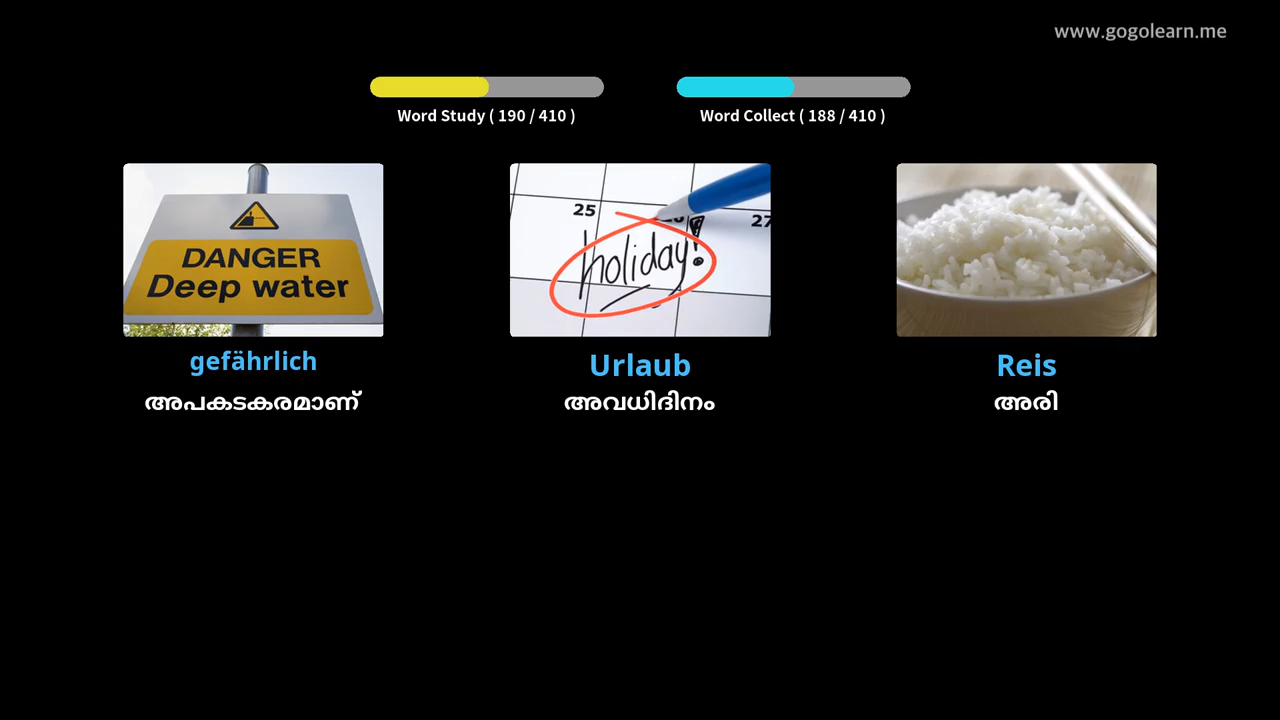 www.gogolearn.me
Word Study ( 190 / 410 )
Word Collect ( 188 / 410 )
DANGER
Deep water
25
27
holiday!
gefährlich
Urlaub
Reis
അപകടകരമാണ്
അവധിദിനം
അരി